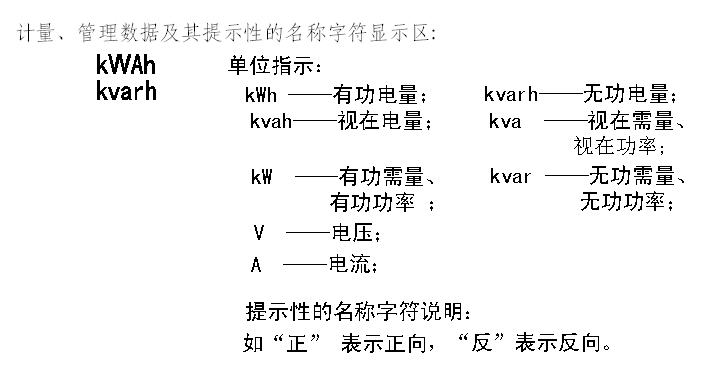 计量、管理数据及其提示性的名称字符显示区:
kWAh 单位指示:
kvarh kWh ——有功电量; kvarh——无功电量;
kvah——视在电量; kva ——视在需量、
视在功率;
kW ——有功需量、 kvar ——无功需量、
有功功率 ; 无功功率;
V ——电压;
A ——电流;
提示性的名称字符说明:
如“正” 表示正向，“反”表示反向。